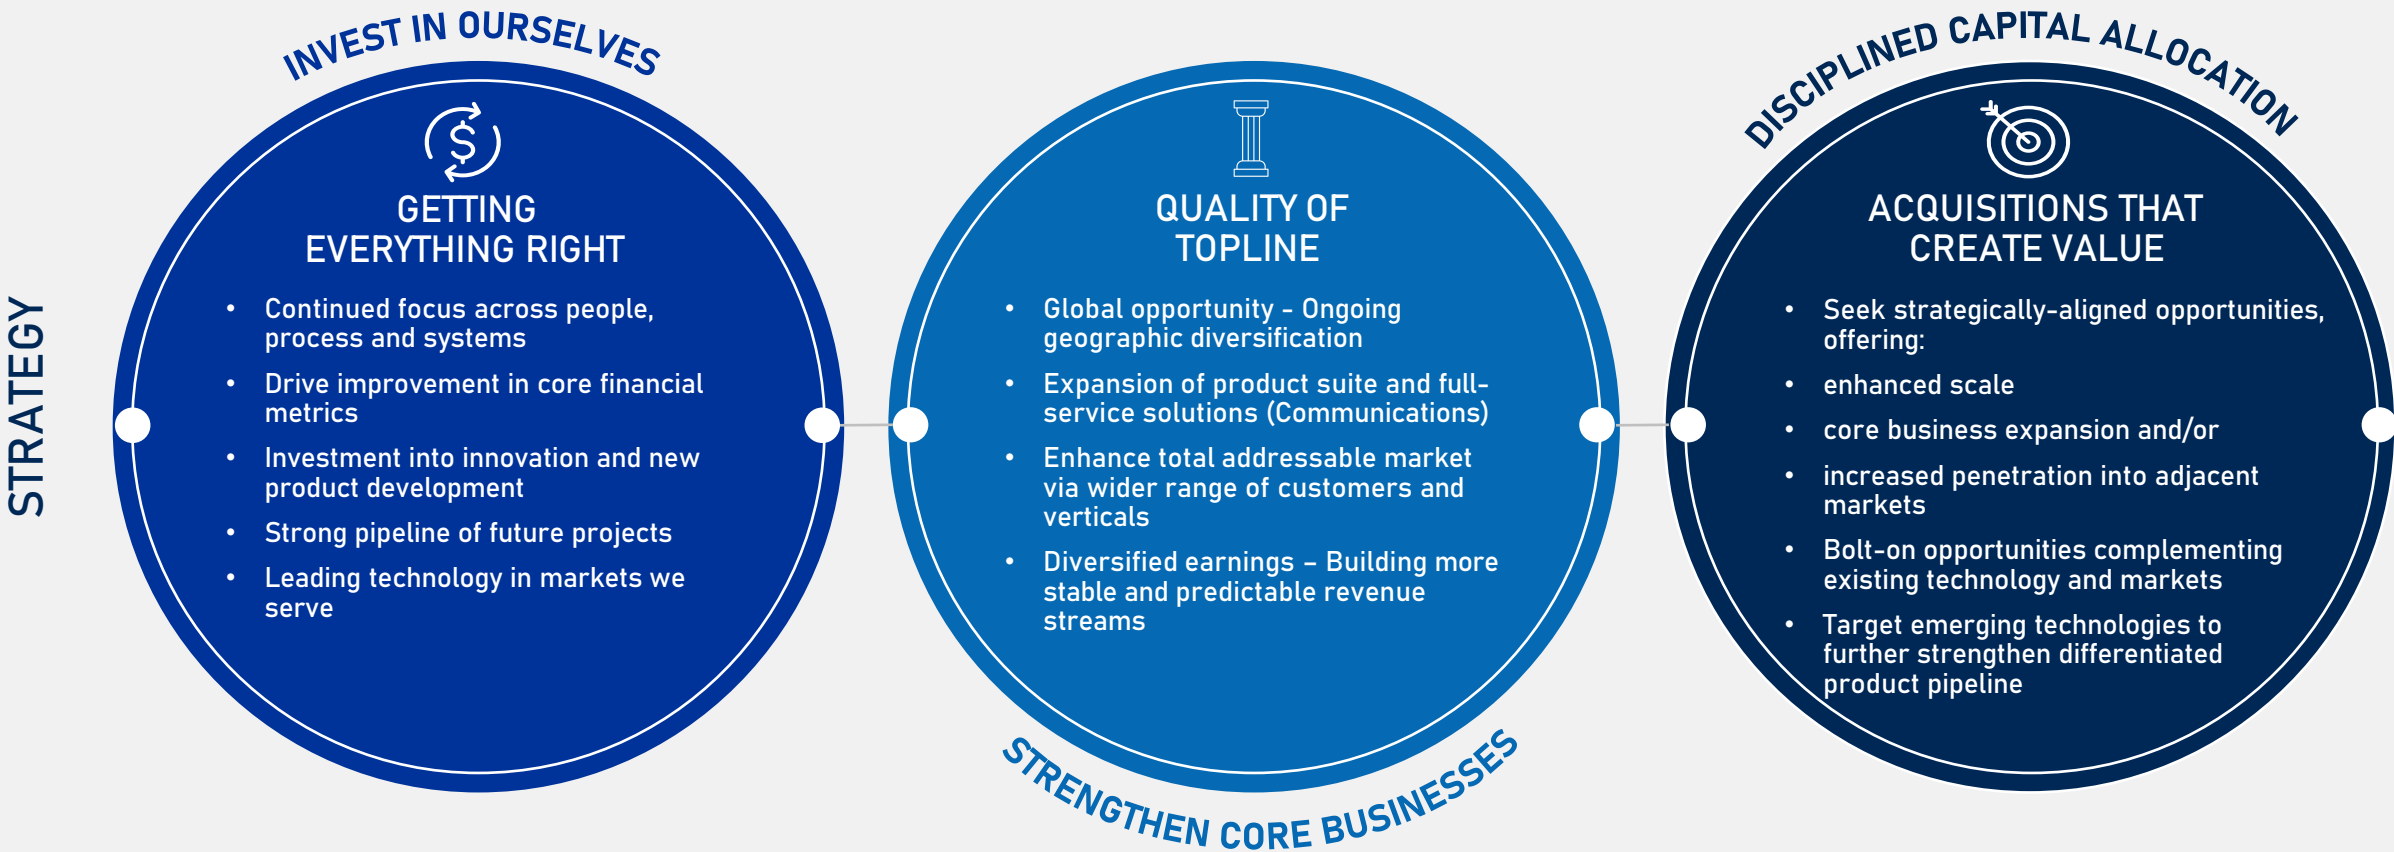 STRATEGY
INVEST IN OURSELVES
GETTING
EVERYTHING RIGHT
• Continued focus across people,
process and systems
• Drive improvement in core financial
metrics
• Investment into innovation and new
product development
• Strong pipeline of future projects
• Leading technology in markets we
serve
QUALITY OF
TOPLINE
• Global opportunity - Ongoing
geographic diversification
• Expansion of product suite and full-
service solutions (Communications)
• Enhance total addressable market
via wider range of customers and
verticals
• Diversified earnings – Building more
stable and predictable revenue
streams
STRENGTHEN CORE BUSINESSES
DISCIPLINED CAPITAL ALLOCATION
ACQUISITIONS THAT
CREATE VALUE
• Seek strategically-aligned opportunities,
offering:
• enhanced scale
• core business expansion and/or
• increased penetration into adjacent
markets
• Bolt-on opportunities complementing
existing technology and markets
• Target emerging technologies to
further strengthen differentiated
product pipeline